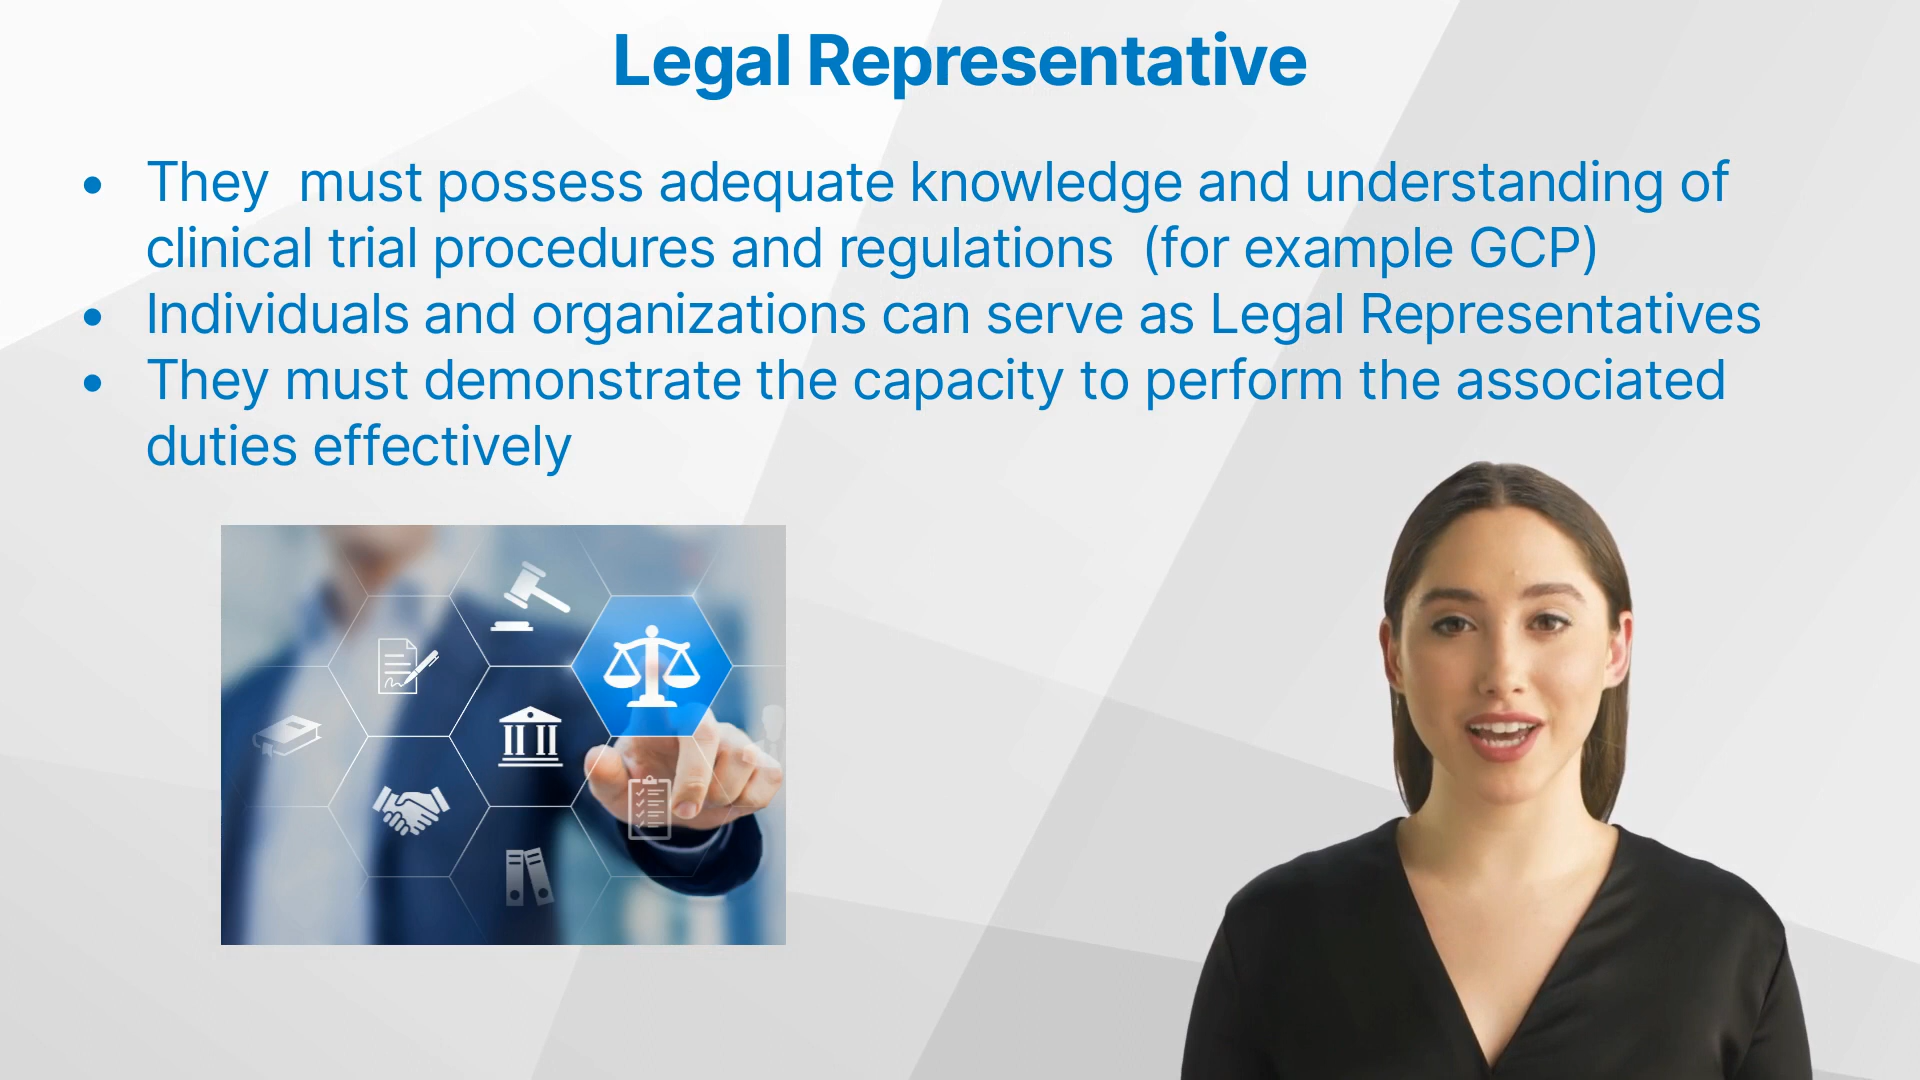 Legal Representative
• They  must possess adequate knowledge and understanding of
clinical trial procedures and regulations  (for example GCP)
• Individuals and organizations can serve as Legal Representatives
• They must demonstrate the capacity to perform the associated
duties effectively